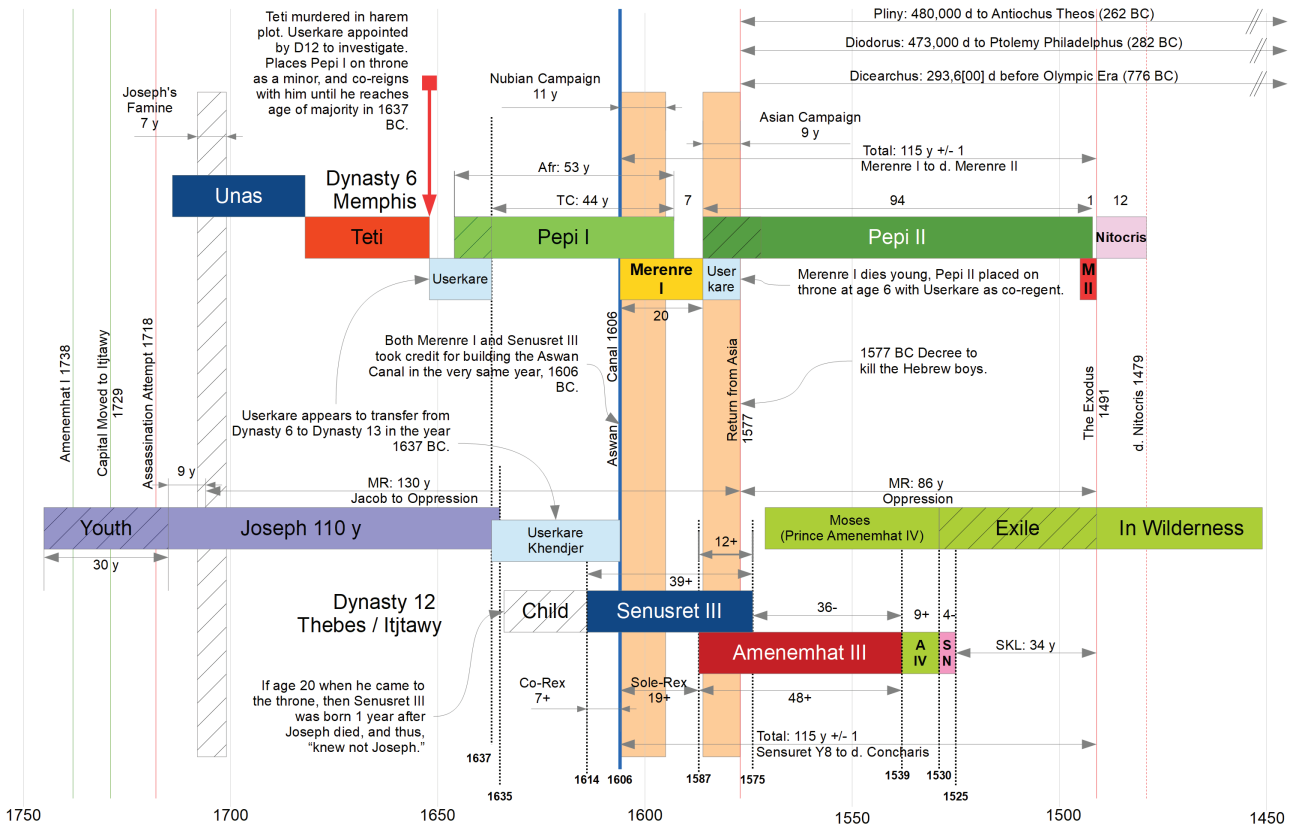 Teti murdered in harem
plot. Userkare appointed
by D12 to investigate.
Places Pepi I on throne
as a minor, and co-reigns
with him until he reaches
age of majority in 1637
BC.
Pliny: 480,000 d to Antiochus Theos (262 BC)
Diodorus: 473,000 d to Ptolemy Philadelphus (282 BC)
Dicearchus: 293,6[00] d before Olympic Era (776 BC)
Joseph's
Famine
7 y
Nubian Campaign
11 y
Asian Campaign
9 y
Total: 115 y +/- 1
Merenre I to d. Merenre II
Afr: 53 y
TC: 44 y
7
94
1
12
Unas
Dynasty 6
Memphis
Teti
Pepi I
Pepi II
Nitocris
Userkare
Merenre
I
User
kare
M
II
20
Merenre I dies young, Pepi II placed on
throne at age 6 with Userkare as co-regent.
Both Merenre I and Senusret III
took credit for building the Aswan
Canal in the very same year, 1606
BC.
1577 BC Decree to
kill the Hebrew boys.
Userkare appears to transfer from
Dynasty 6 to Dynasty 13 in the year
1637 BC.
Amenemhat I 1738
Capital Moved to Itjtawy
1729
Assassination Attempt 1718
Aswan Canal 1606
Return from Asia
1577
The Exodus
1491
d. Nitocris 1479
9 y
MR: 130 y
Jacob to Oppression
MR: 86 y
Oppression
Youth
Joseph 110 y
Userkare
Khendjer
Moses
(Prince Amenemhat IV)
Exile
In Wilderness
30 y
12+
39+
Dynasty 12
Thebes / Itjtawy
Child
Senusret III
36-
9+
4-
Amenemhat III
A
IV
S
N
SKL: 34 y
If age 20 when he came to
the throne, then Senusret III
was born 1 year after
Joseph died, and thus,
“knew not Joseph.”
Co-Rex
7+
Sole-Rex
19+
48+
Total: 115 y +/- 1
Sensuret Y8 to d. Concharis
1637
1635
1614
1606
1587
1575
1539
1530
1525
1750
1700
1650
1600
1550
1500
1450